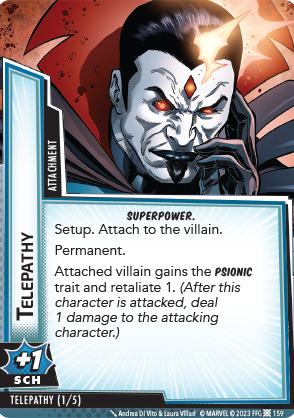 TELEPATHY
ATTACHMENT
SUPERPOWER.
Setup. Attach to the villain.
Permanent.
Attached villain gains the PSIONIC
trait and retaliate 1. (After this
character is attacked, deal
1 damage to the attacking
character.)
+1
SCH
TELEPATHY (1/5)
Andrea Di Vito & Laura Villari © MARVEL © 2023 FFG 159